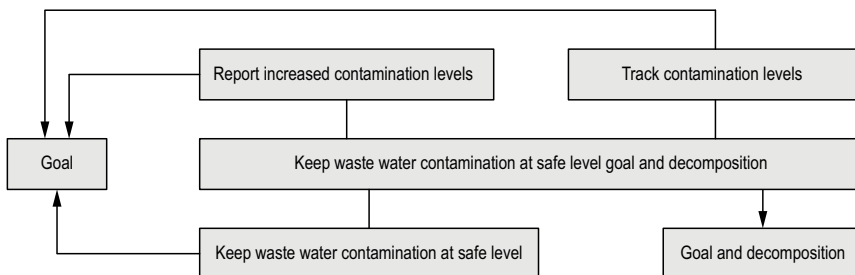 Report increased contamination levels
Track contamination levels
Goal
Keep waste water contamination at safe level goal and decomposition
Keep waste water contamination at safe level
Goal and decomposition